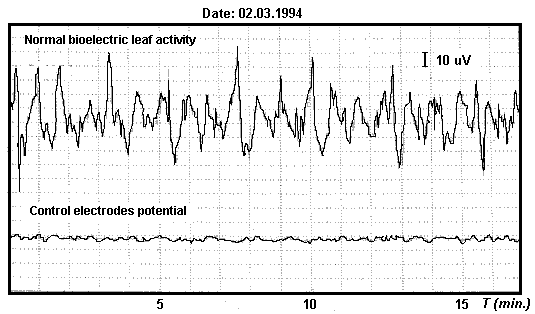 Date: 02.03.1994
Normal bioelectric leaf activity
10 uV
Control electrodes potential
5 10 15 T (min.)